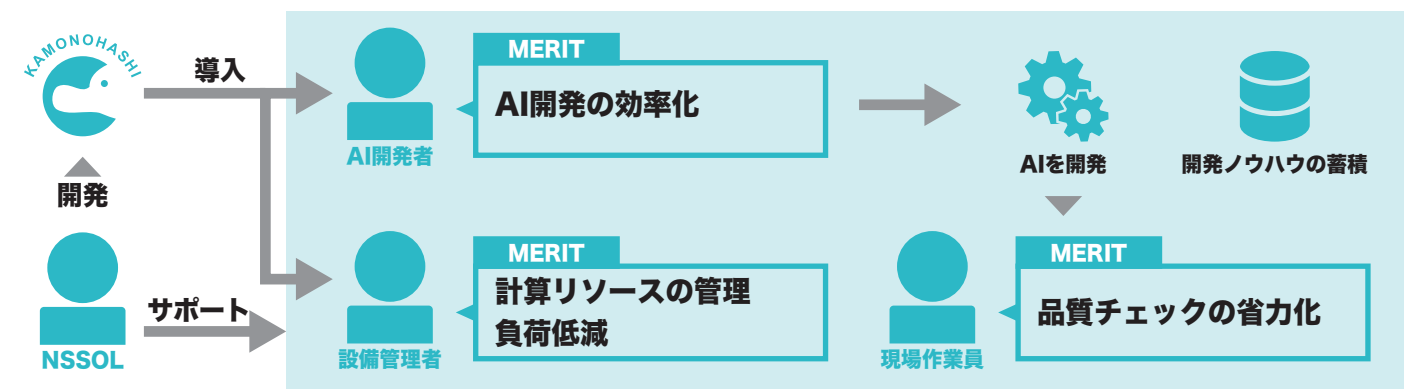 KAMONOHASHI
導入
開発
NSSOL
サポート
MERIT
AI開発の効率化
AI開発者
AIを開発
開発ノウハウの蓄積
MERIT
計算リソースの管理
負荷低減
設備管理者
MERIT
品質チェックの省力化
現場作業員